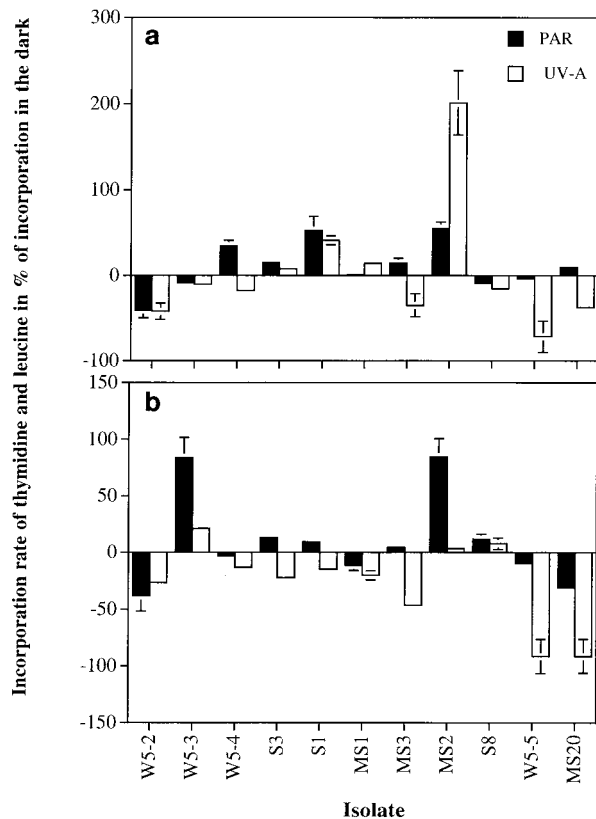 Incorporation rate of thymidine and leucine in % of incorporation in the dark
a
300
200
100
50
0
-100
PAR
UV-A
b
150
100
50
0
-50
-100
-150
W5-2
W5-3
W5-4
S3
S1
MS1
MS3
MS2
S8
W5-5
MS20
Isolate